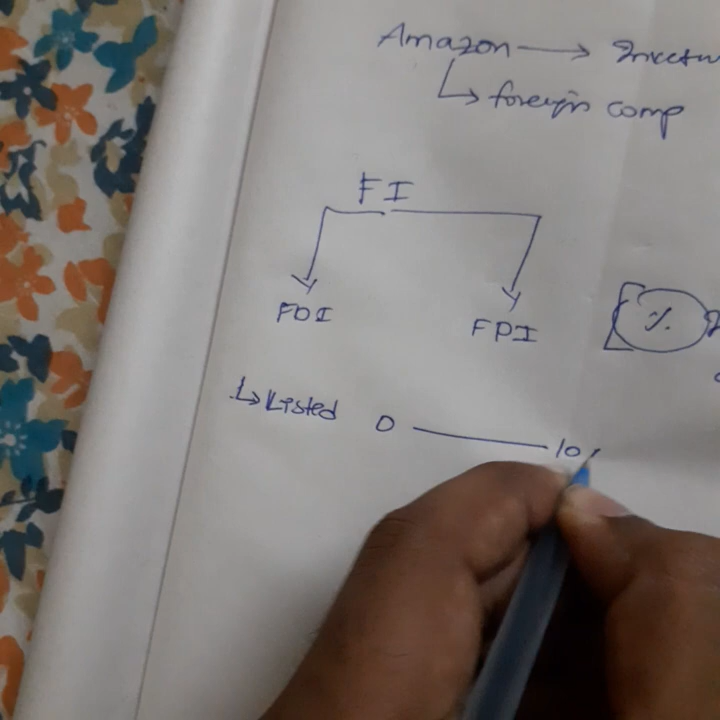 Amazon →
↳ foreign comp
FI
FDI
FPI
%
↳ Listed 0 — 10%